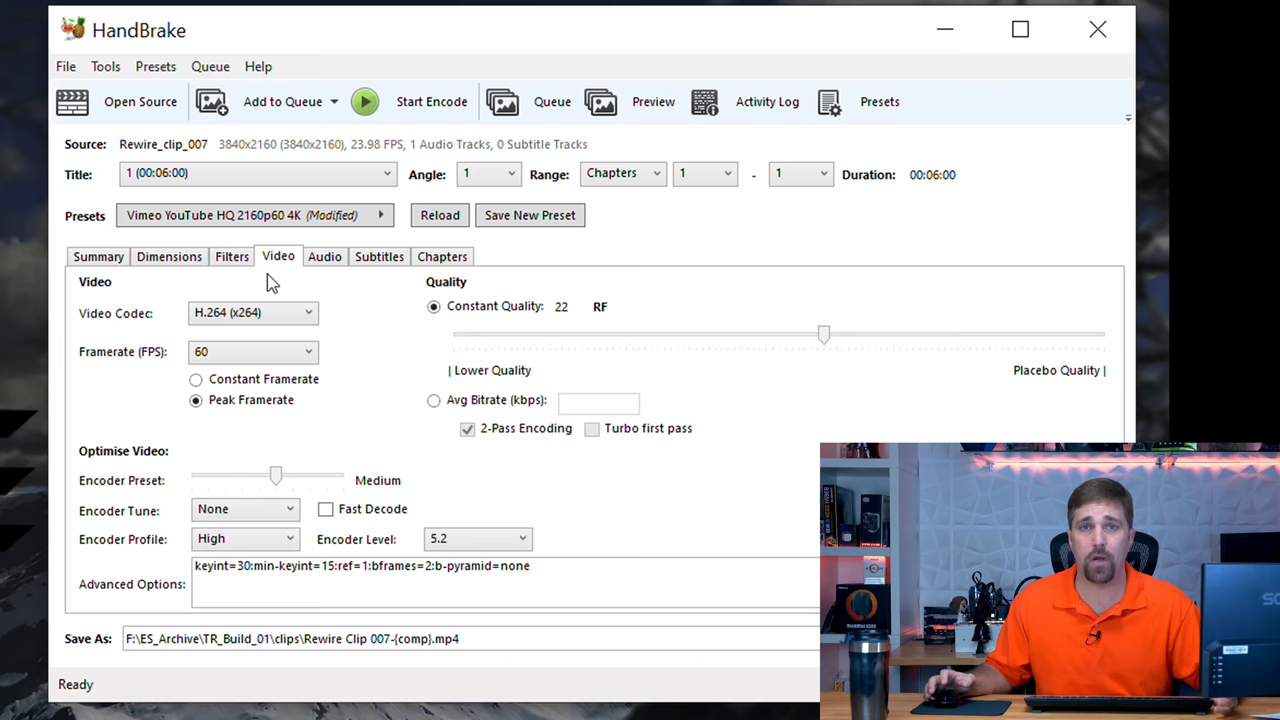 HandBrake
File Tools Presets Queue Help
Open Source Add to Queue Start Encode Queue Preview Activity Log Presets
Source: Rewire_clip_007 3840x2160 (3840x2160), 23.98 FPS, 1 Audio Tracks, 0 Subtitle Tracks
Title: 1 (00:06:00) Angle: 1 Range: Chapters 1 - 1 Duration: 00:06:00
Presets Vimeo YouTube HQ 2160p60 4K (Modified) Reload Save New Preset
Summary Dimensions Filters Video Audio Subtitles Chapters
Video Quality
Constant Quality: 22 RF
Video Codec: H.264 (x264)
Framerate (FPS): 60
| Lower Quality Placebo Quality |
Constant Framerate
Peak Framerate Avg Bitrate (kbps):
2-Pass Encoding Turbo first pass
Optimise Video:
Encoder Preset: Medium
Encoder Tune: None Fast Decode
Encoder Profile: High Encoder Level: 5.2
keyint=30:min-keyint=15:ref=1:bframes=2:b-pyramid=none
Advanced Options:
Save As: F:\ES_Archive\TR_Build_01\clips\Rewire Clip 007-{comp}.mp4
Ready